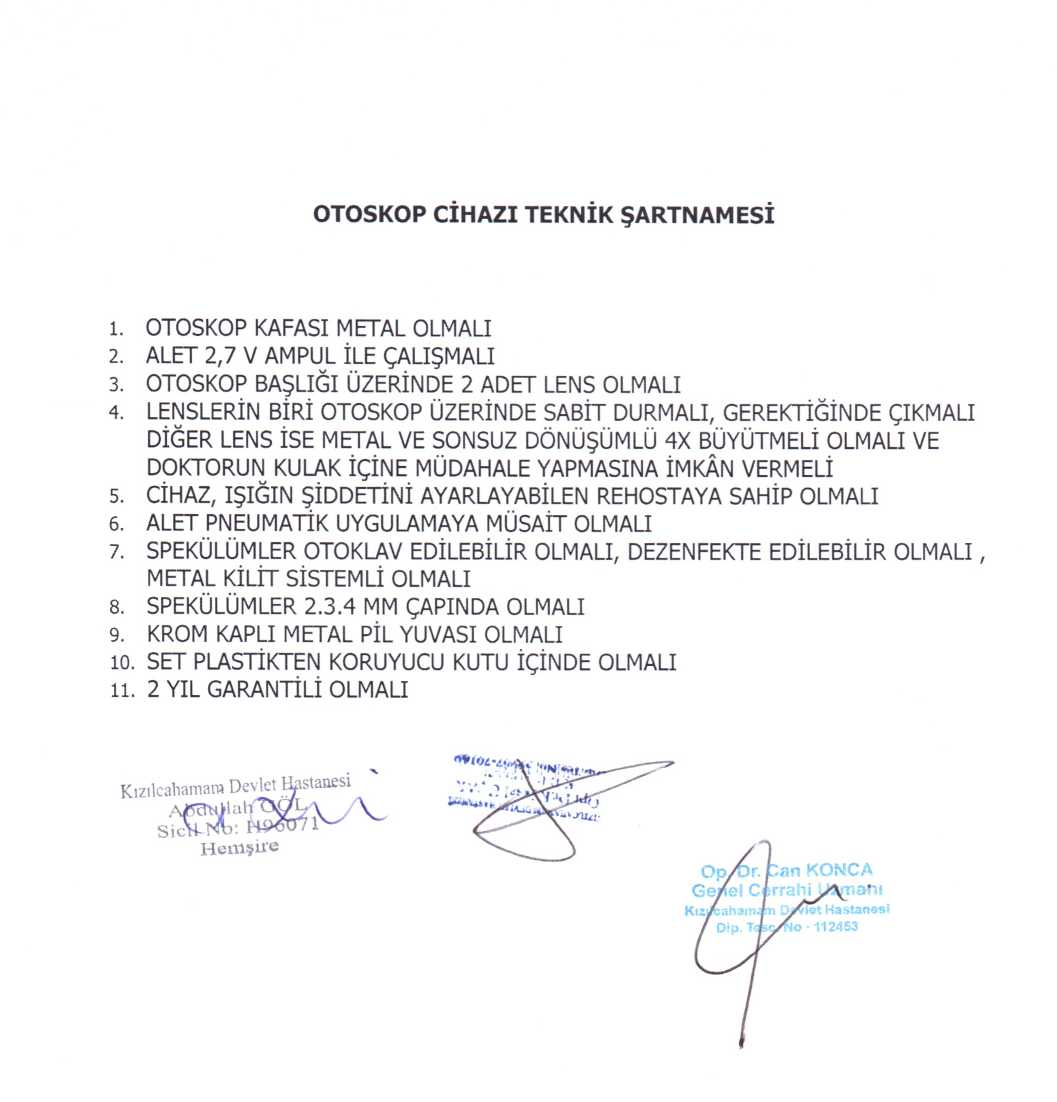 OTOSKOP CİHAZI TEKNİK ŞARTNAMESİ
1. OTOSKOP KAFASI METAL OLMALI
2. ALET 2,7 V AMPUL İLE ÇALIŞMALI
3. OTOSKOP BAŞLIĞI ÜZERİNDE 2 ADET LENS OLMALI
4. LENSLERİN BİRİ OTOSKOP ÜZERİNDE SABİT DURMALI, GEREKTİĞİNDE ÇIKMALI
DİĞER LENS İSE METAL VE SONSUZ DÖNÜŞÜMLÜ 4X BÜYÜTMELİ OLMALI VE
DOKTORUN KULAK İÇİNE MÜDAHALE YAPMASINA İMKÂN VERMELİ
5. CİHAZ, IŞIĞIN ŞİDDETİNİ AYARLAYABİLEN REHOSTAYA SAHİP OLMALI
6. ALET PNEUMATİK UYGULAMAYA MÜSAİT OLMALI
7. SPEKÜLÜMLER OTOKLAV EDİLEBİLİR OLMALI, DEZENFEKTE EDİLEBİLİR OLMALI ,
METAL KİLİT SİSTEMLİ OLMALI
8. SPEKÜLÜMLER 2.3.4 MM ÇAPINDA OLMALI
9. KROM KAPLI METAL PİL YUVASI OLMALI
10. SET PLASTİKTEN KORUYUCU KUTU İÇİNDE OLMALI
11. 2 YIL GARANTİLİ OLMALI
Kızılcahamam Devlet Hastanesi
Abdullah GÖL
Sicil No: H96071
Hemşire
Op. Dr. Can KONCA
Genel Cerrahi Uzmanı
Kızılcahamam Devlet Hastanesi
Dip. Tesc. No - 112453